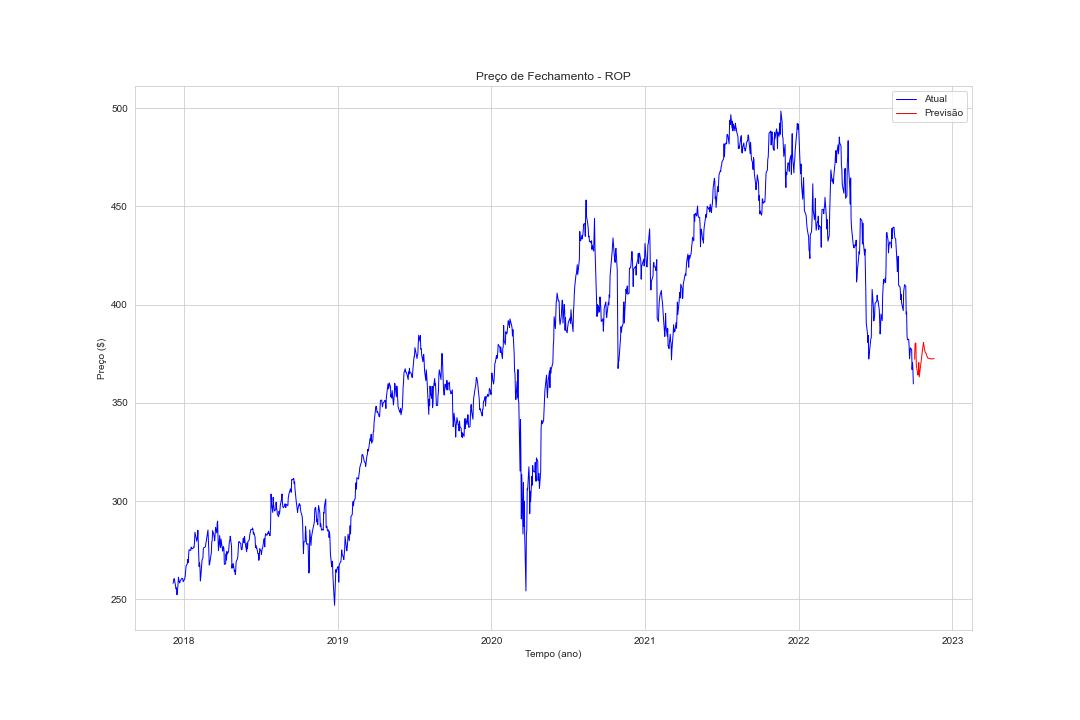 Preço de Fechamento - ROP
Atual
Previsão
500
450
400
350
300
250
Preço ($)
2018 2019 2020 2021 2022 2023
Tempo (ano)